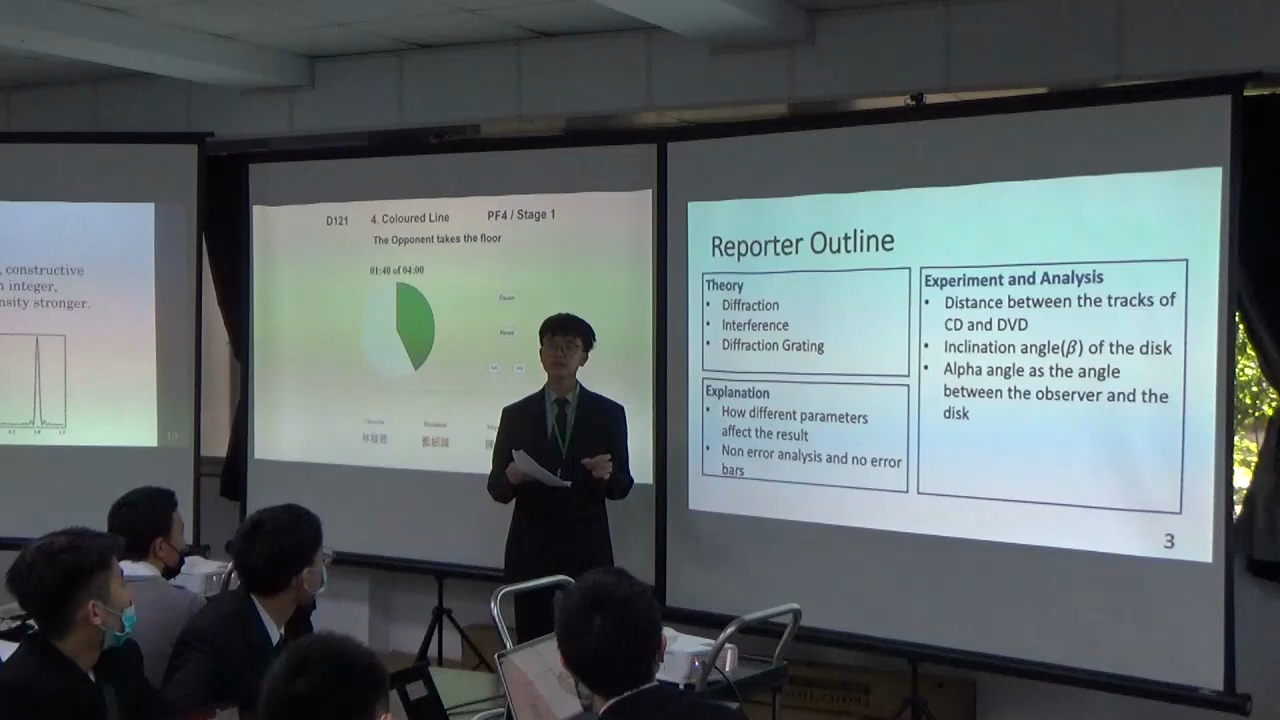 , constructive
n integer,
nsity stronger.
D121 4. Coloured Line PF4 / Stage 1
The Opponent takes the floor
01:40 of 04:00
Pause
Reset
Reporter Outline
Theory
• Diffraction
• Interference
• Diffraction Grating
Explanation
• How different parameters
affect the result
• Non error analysis and no error
bars
Experiment and Analysis
• Distance between the tracks of
CD and DVD
• Inclination angle(β) of the disk
• Alpha angle as the angle
between the observer and the
disk
3